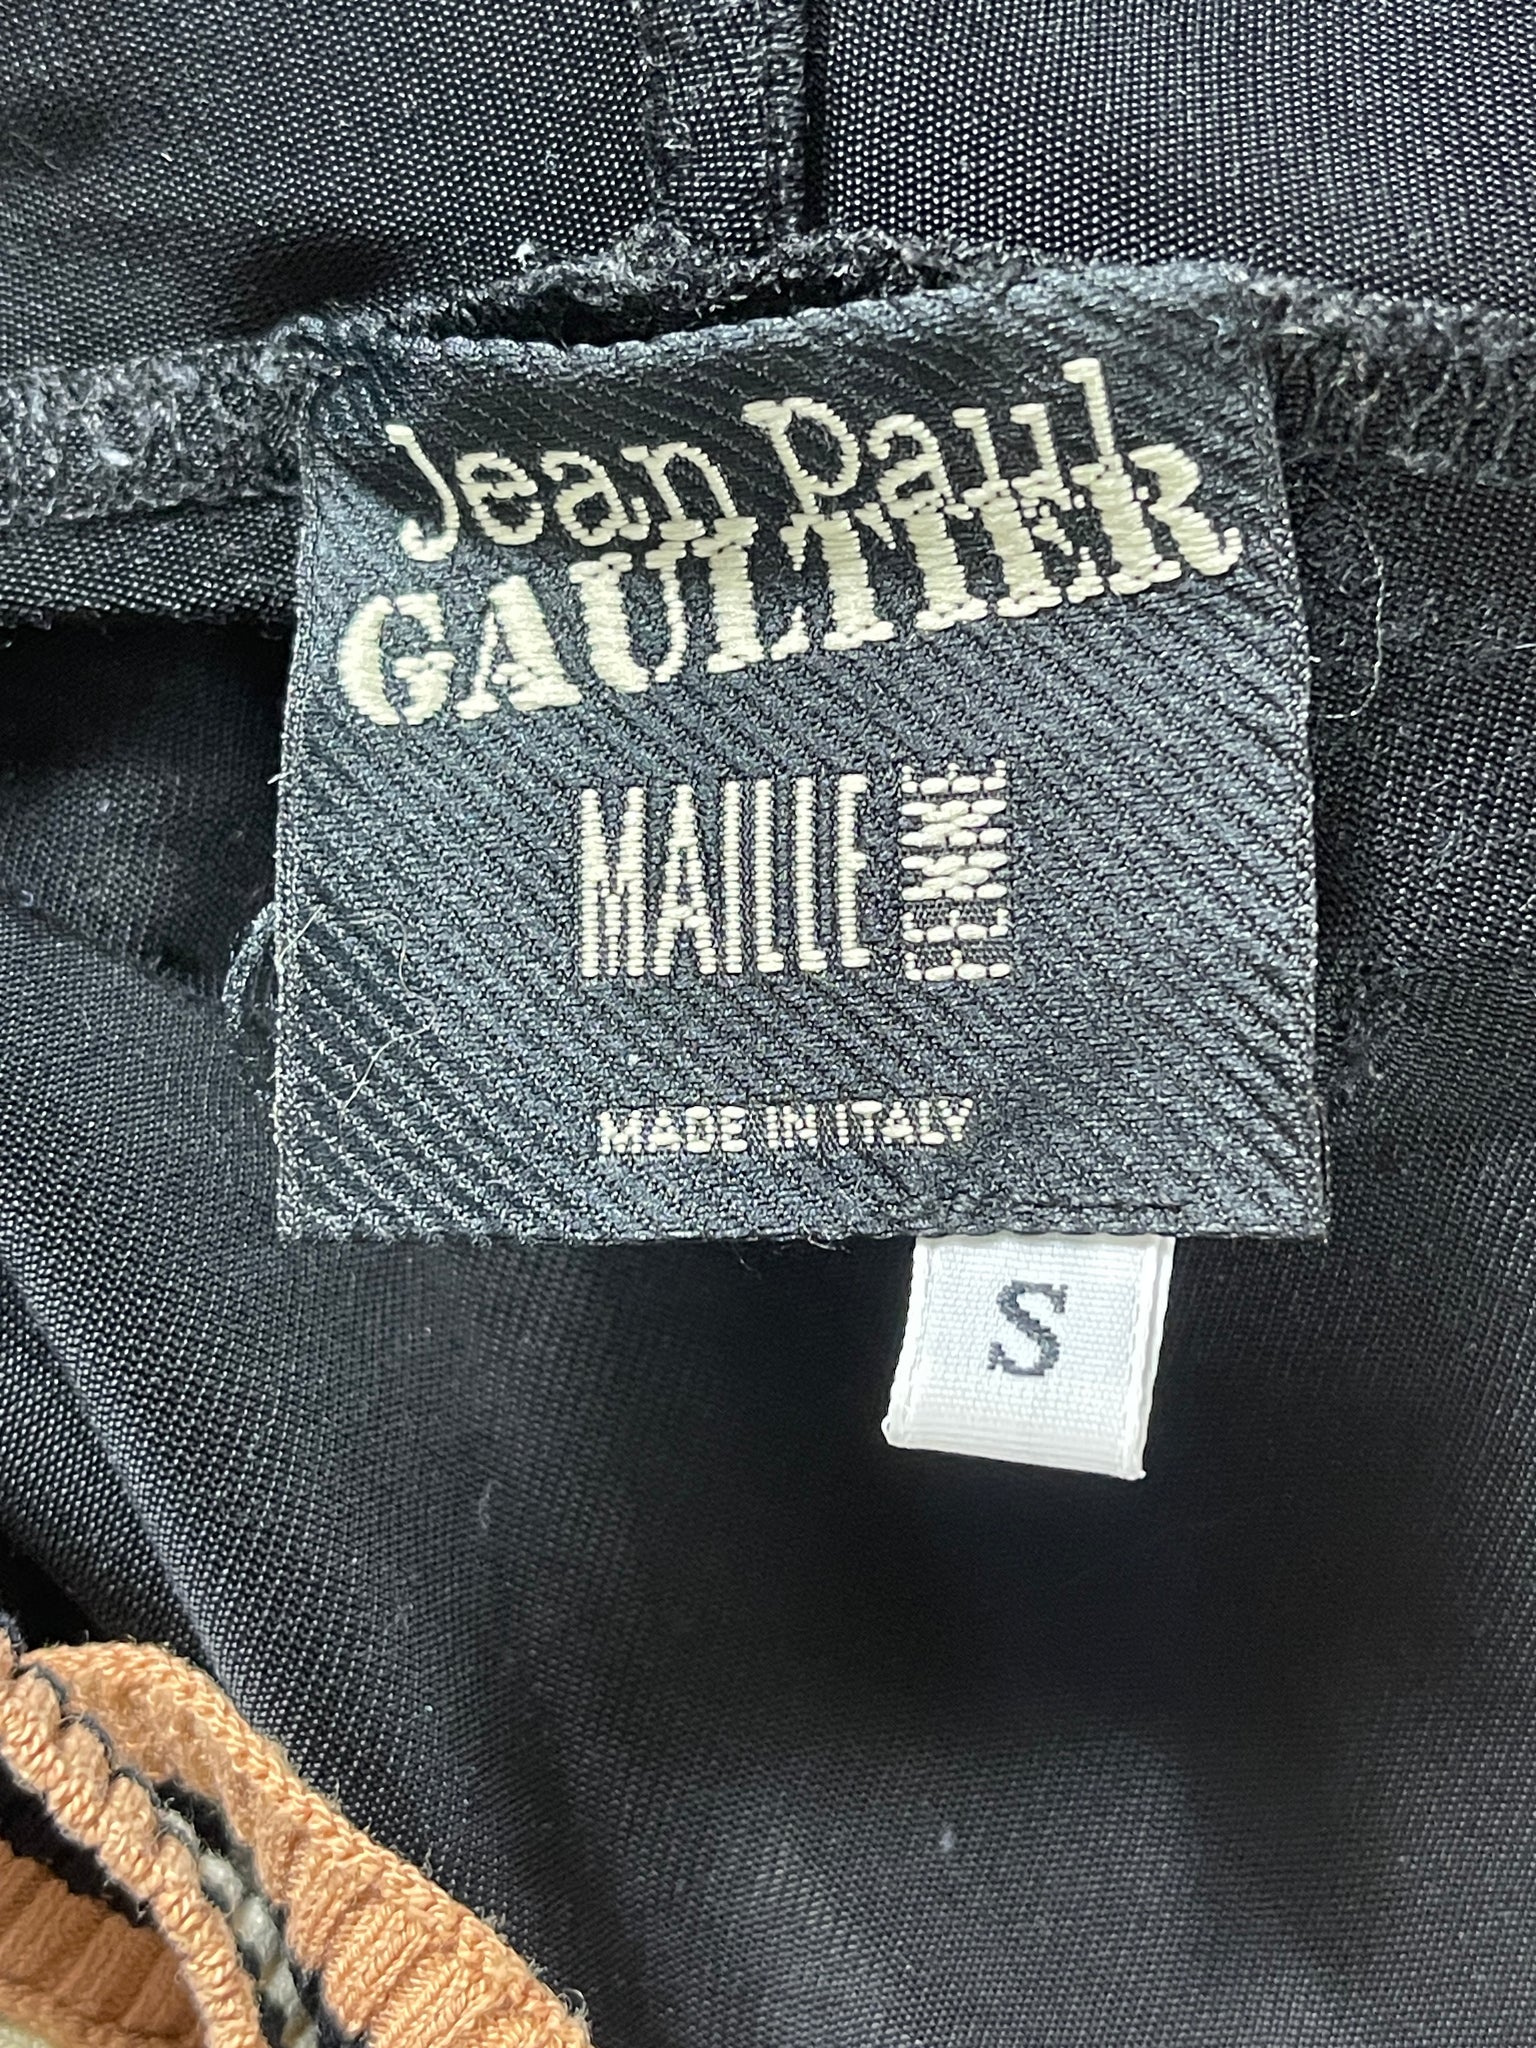 Jean Paul
GAULTIER
MAILLE FEMME
MADE IN ITALY
S